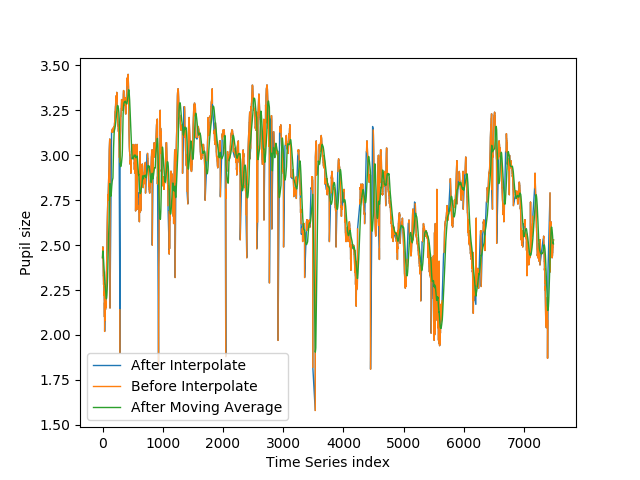 3.50
3.25
3.00
2.75
2.50
2.25
2.00
1.75
1.50
Pupil size
After Interpolate
Before Interpolate
After Moving Average
0 1000 2000 3000 4000 5000 6000 7000
Time Series index